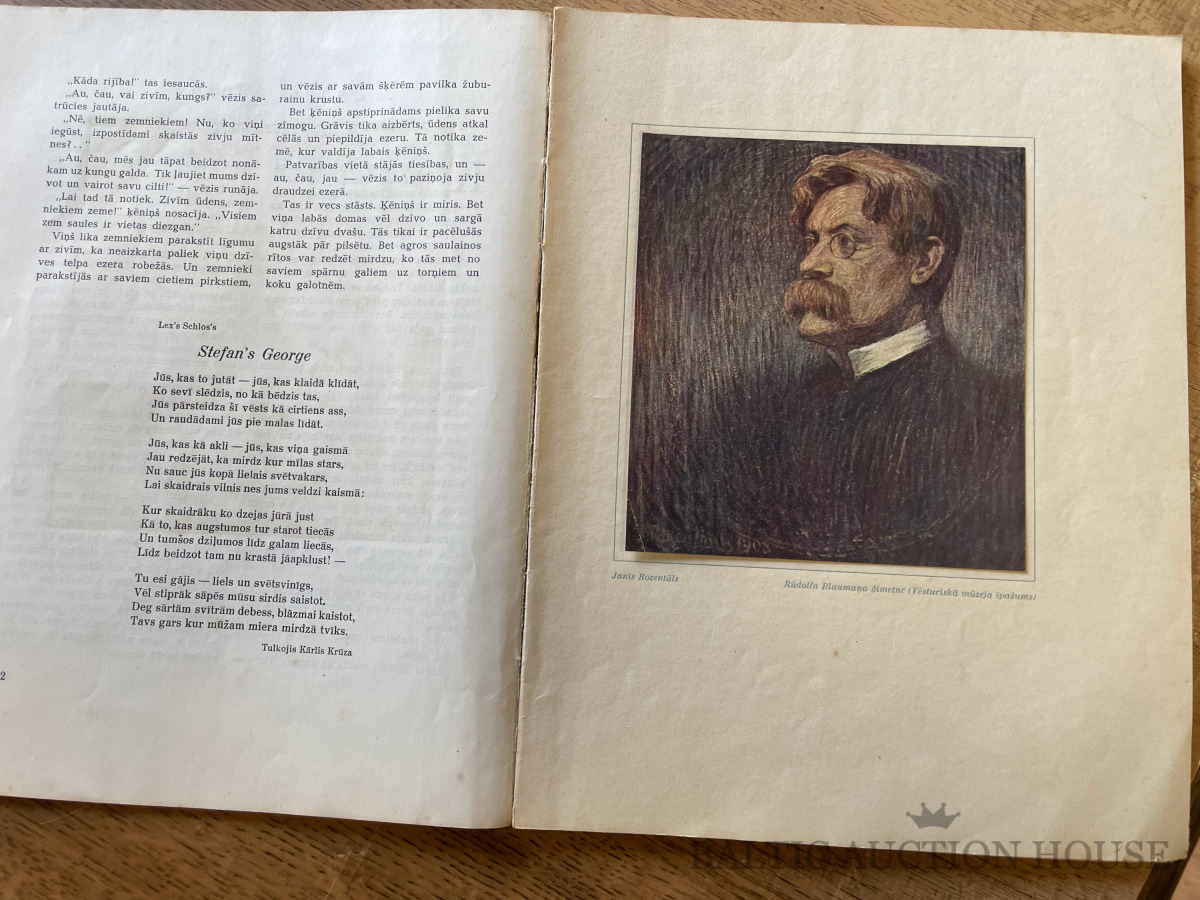 „Kāda rijība!" tas iesaucās.
„Au, čau, vai zivīm, kungs?" vēzis sa-
trūcies jautāja.
„Nē, tiem zemniekiem! Nu, ko viņi
iegūst, izpostīdami skaistās zivju mīt-
nes?.."
„Au, čau, mēs jau tāpat beidzot nonā-
kam uz kungu galda. Tik ļaujiet mums dzī-
vot un vairot savu cilti!" — vēzis runāja.
„Lai tad tā notiek. Zivīm ūdens, zem-
niekiem zeme!" ķēniņš nosacīja. „Visiem
zem saules ir vietas diezgan."
Viņš lika zemniekiem parakstīt līgumu
ar zivīm, ka neaizkarta paliek viņu dzī-
ves telpa ezera robežās. Un zemnieki
parakstījās ar saviem cietiem pirkstiem,
un vēzis ar savām šķērēm pavilka žubu-
rainu krustu.
Bet ķēniņš apstiprinādams pielika savu
zīmogu. Grāvis tika aizbērts, ūdens atkal
cēlās un piepildīja ezeru. Tā notika ze-
mē, kur valdīja labais ķēniņš.
Patvarības vietā stājās tiesības, un —
au, čau, jau — vēzis to paziņoja zivju
draudzei ezerā.
Tas ir vecs stāsts. Ķēniņš ir miris. Bet
viņa labās domas vēl dzīvo un sargā
katru dzīvu dvašu. Tās tikai ir pacēlušās
augstāk pār pilsētu. Bet agros saulainos
rītos var redzēt mirdzu, ko tās met no
saviem spārnu galiem uz torņiem un
koku galotnēm.
Lex's Schlos's
Stefan's George
Jūs, kas to jutāt — jūs, kas klaidā klīdāt,
Ko sevī slēdzis, no kā bēdzis tas,
Jūs pārsteidza šī vēsts kā cirtiens ass,
Un raudādami jūs pie malas līdāt.
Jūs, kas kā akli — jūs, kas viņa gaismā
Jau redzējāt, ka mirdz kur mīlas stars,
Nu sauc jūs kopā lielais svētvakars,
Lai skaidrais vilnis nes jums veldzi kaismā:
Kur skaidrāku ko dzejas jūrā just
Kā to, kas augstumos tur starot tiecās
Un tumšos dziļumos līdz galam liecās,
Līdz beidzot tam nu krastā jāapklust! —
Tu esi gājis — liels un svētsvinīgs,
Vēl stiprāk sāpēs mūsu sirdis saistot.
Deg sārtām svītrām debess, blāzmai kaistot,
Tavs gars kur mūžam miera mirdzā tvīks.
Tulkojis Kārlis Krūza
2
Janis Rozentāls
Rūdolfa Blaumaņa ģīmetne (Vēsturiskā mūzeja īpašums)
BALTIC AUCTION HOUSE